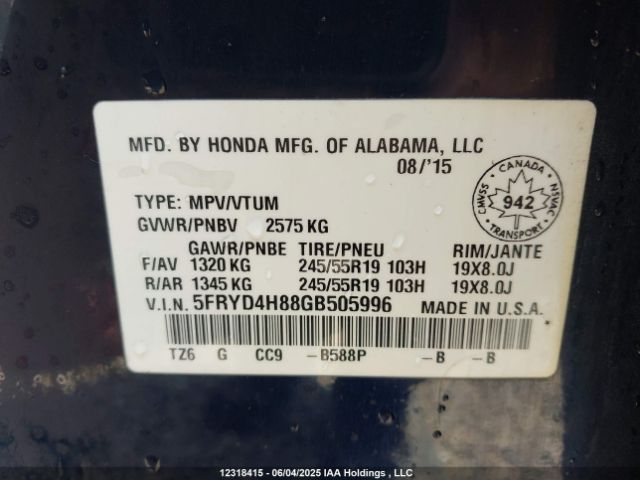 MFD. BY HONDA MFG. OF ALABAMA, LLC
08/'15
TYPE: MPV/VTUM
GVWR/PNBV 2575 KG
GAWR/PNBE TIRE/PNEU RIM/JANTE
F/AV 1320 KG 245/55R19 103H 19X8.0J
R/AR 1345 KG 245/55R19 103H 19X8.0J
V.I.N. 5FRYD4H88GB505996 MADE IN U.S.A.
TZ6 G CC9 -B588P -B -B
CANADA
CMVSS 942 NSVAC
TRANSPORT
12318415 - 06/04/2025 IAA Holdings , LLC